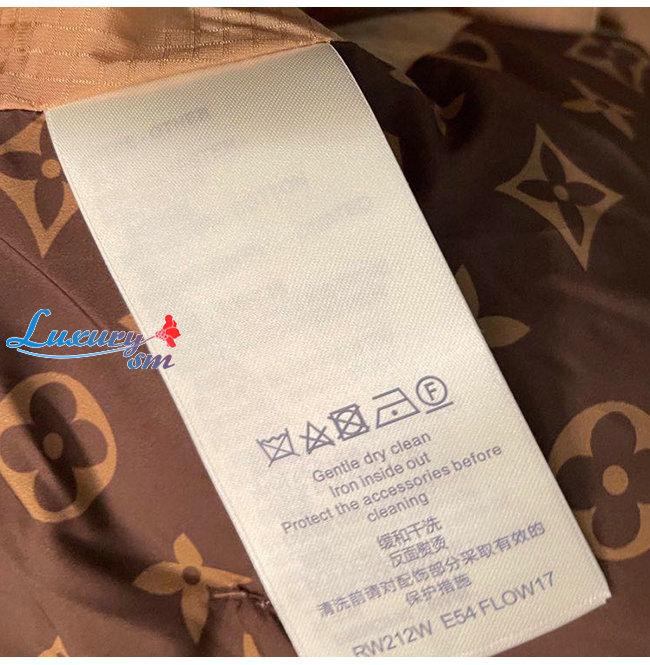 Luxury
sm
F
Gentle dry clean
Iron inside out
Protect the accessories before
cleaning
缓和干洗
反面熨烫
清洗前请对配饰部分采取有效的
保护措施
RW212W E54 FLOW17